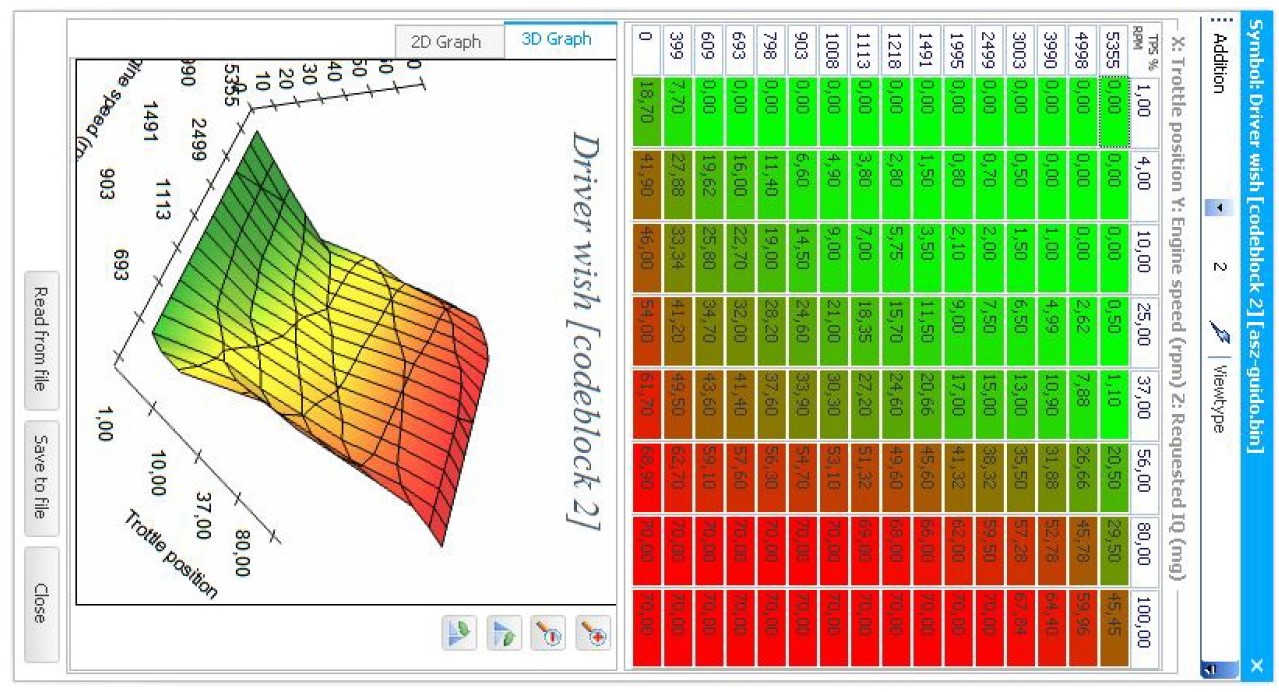 Symbol: Driver wish [codeblock 2] [asz-guido.bin]
Addition 2 Viewtype
X: Trottle position Y: Engine speed (rpm) Z: Requested IQ (mg)
TPS % 1,00 4,00 10,00 25,00 37,00 56,00 80,00 100,00
RPM
5355 0,00 0,00 0,00 0,50 1,10 20,50 29,50 45,45
4998 0,00 0,00 0,00 2,62 7,88 26,66 45,78 59,96
3990 0,00 0,00 1,00 4,99 10,90 31,88 52,78 64,40
3003 0,00 0,50 1,50 6,50 13,00 35,50 57,28 67,84
2499 0,00 0,70 2,00 7,50 15,00 38,32 59,50 70,00
1995 0,00 0,80 2,10 9,00 17,00 41,32 62,00 70,00
1491 0,00 1,50 3,50 11,50 20,66 45,60 66,00 70,00
1218 0,00 2,80 5,75 15,70 24,60 49,60 68,00 70,00
1113 0,00 3,80 7,00 18,35 27,20 51,32 69,00 70,00
1008 0,00 4,90 9,00 21,00 30,30 53,10 70,00 70,00
903 0,00 6,60 14,50 24,60 33,90 54,70 70,00 70,00
798 0,00 11,40 19,00 28,20 37,60 56,30 70,00 70,00
693 0,00 16,00 22,70 32,00 41,40 57,60 70,00 70,00
609 0,00 19,62 25,80 34,70 43,60 59,10 70,00 70,00
399 7,70 27,88 33,34 41,20 49,50 62,70 70,00 70,00
0 18,70 41,90 46,00 54,00 61,70 68,90 70,00 70,00
3D Graph
2D Graph
Driver wish [codeblock 2]
50
40
30
20
10
5355
2499
1491
1113
903
693
1,00
10,00
37,00
80,00
Trottle position
Read from file Save to file Close